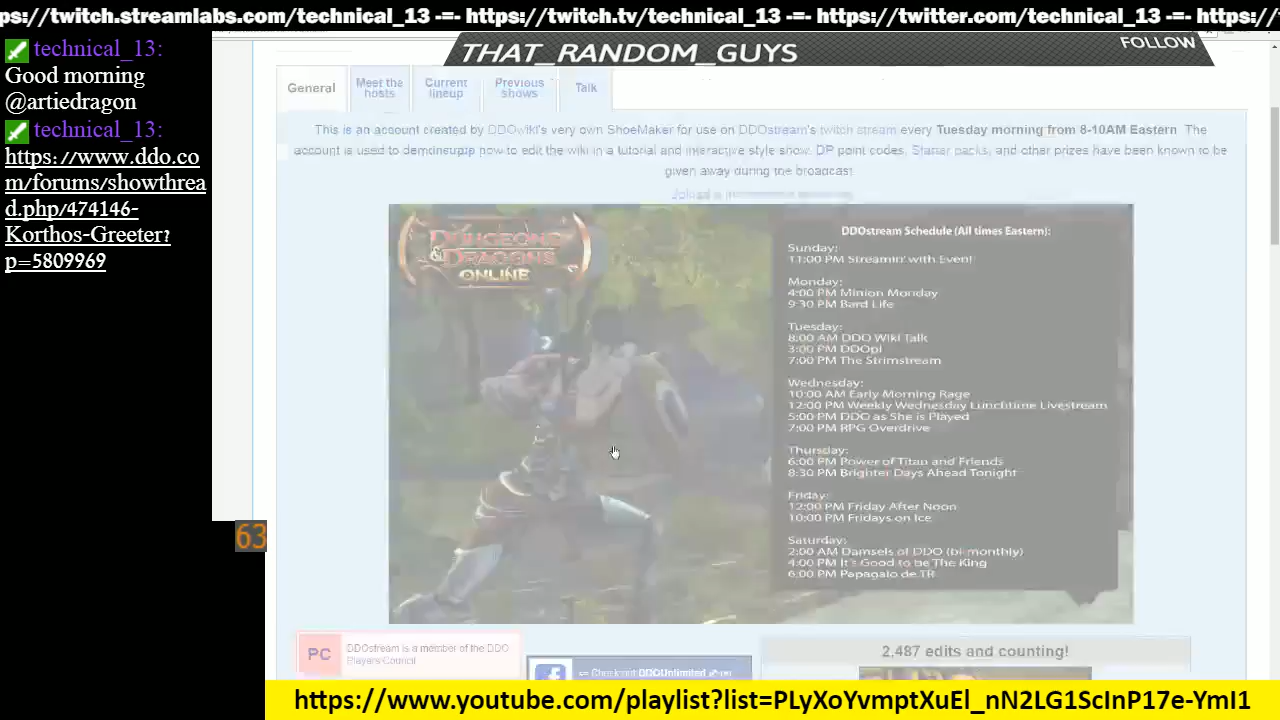 ps://twitch.streamlabs.com/technical_13 -=- https://twitch.tv/technical_13 -=- https://twitter.com/technical_13 -=- https://
technical_13:
Good morning
@artiedragon
technical_13:
https://www.ddo.co
m/forums/showthrea
d.php/474146-
Korthos-Greeter?
p=5809969
THAT_RANDOM_GUYS
FOLLOW
General
Meet the hosts
Current lineup
Previous shows
Talk
This is an account created by DDOwiki's very own ShoeMaker for use on DDOstream's twitch stream every Tuesday morning from 8-10AM Eastern. The
account is used to how to edit the wiki in a tutorial and interactive style show. DP point codes, Starter packs, and other prizes have been known to be
given away during the broadcast
DUNGEONS
& DRAGONS
ONLINE
DDOstream Schedule (All times Eastern):
Sunday:
11:00 PM Streamin' with Even!
Monday:
4:00 PM Minion Monday
9:30 PM Bard Life
Tuesday:
8:00 AM DDO Wiki Talk
3:00 PM DDOpl
7:00 PM The Strimstream
Wednesday:
10:00 AM Early Morning Rage
12:00 PM Weekly Wednesday Lunchtime Livestream
5:00 PM DDO as She is Played
7:00 PM RPG Overdrive
Thursday:
6:00 PM Power of Titan and Friends
8:30 PM Brighter Days Ahead Tonight
Friday:
12:00 PM Friday After Noon
10:00 PM Fridays on Ice
Saturday:
2:00 AM Damsels of DDO (bi-monthly)
4:00 PM It's Good to be The King
6:00 PM Papagalo de TR
63
PC
DDOstream is a member of the DDO
Players Council
Checkout DDOUnlimited on
2,487 edits and counting!
https://www.youtube.com/playlist?list=PLyXoYvmptXuEl_nN2LG1ScInP17e-YmI1